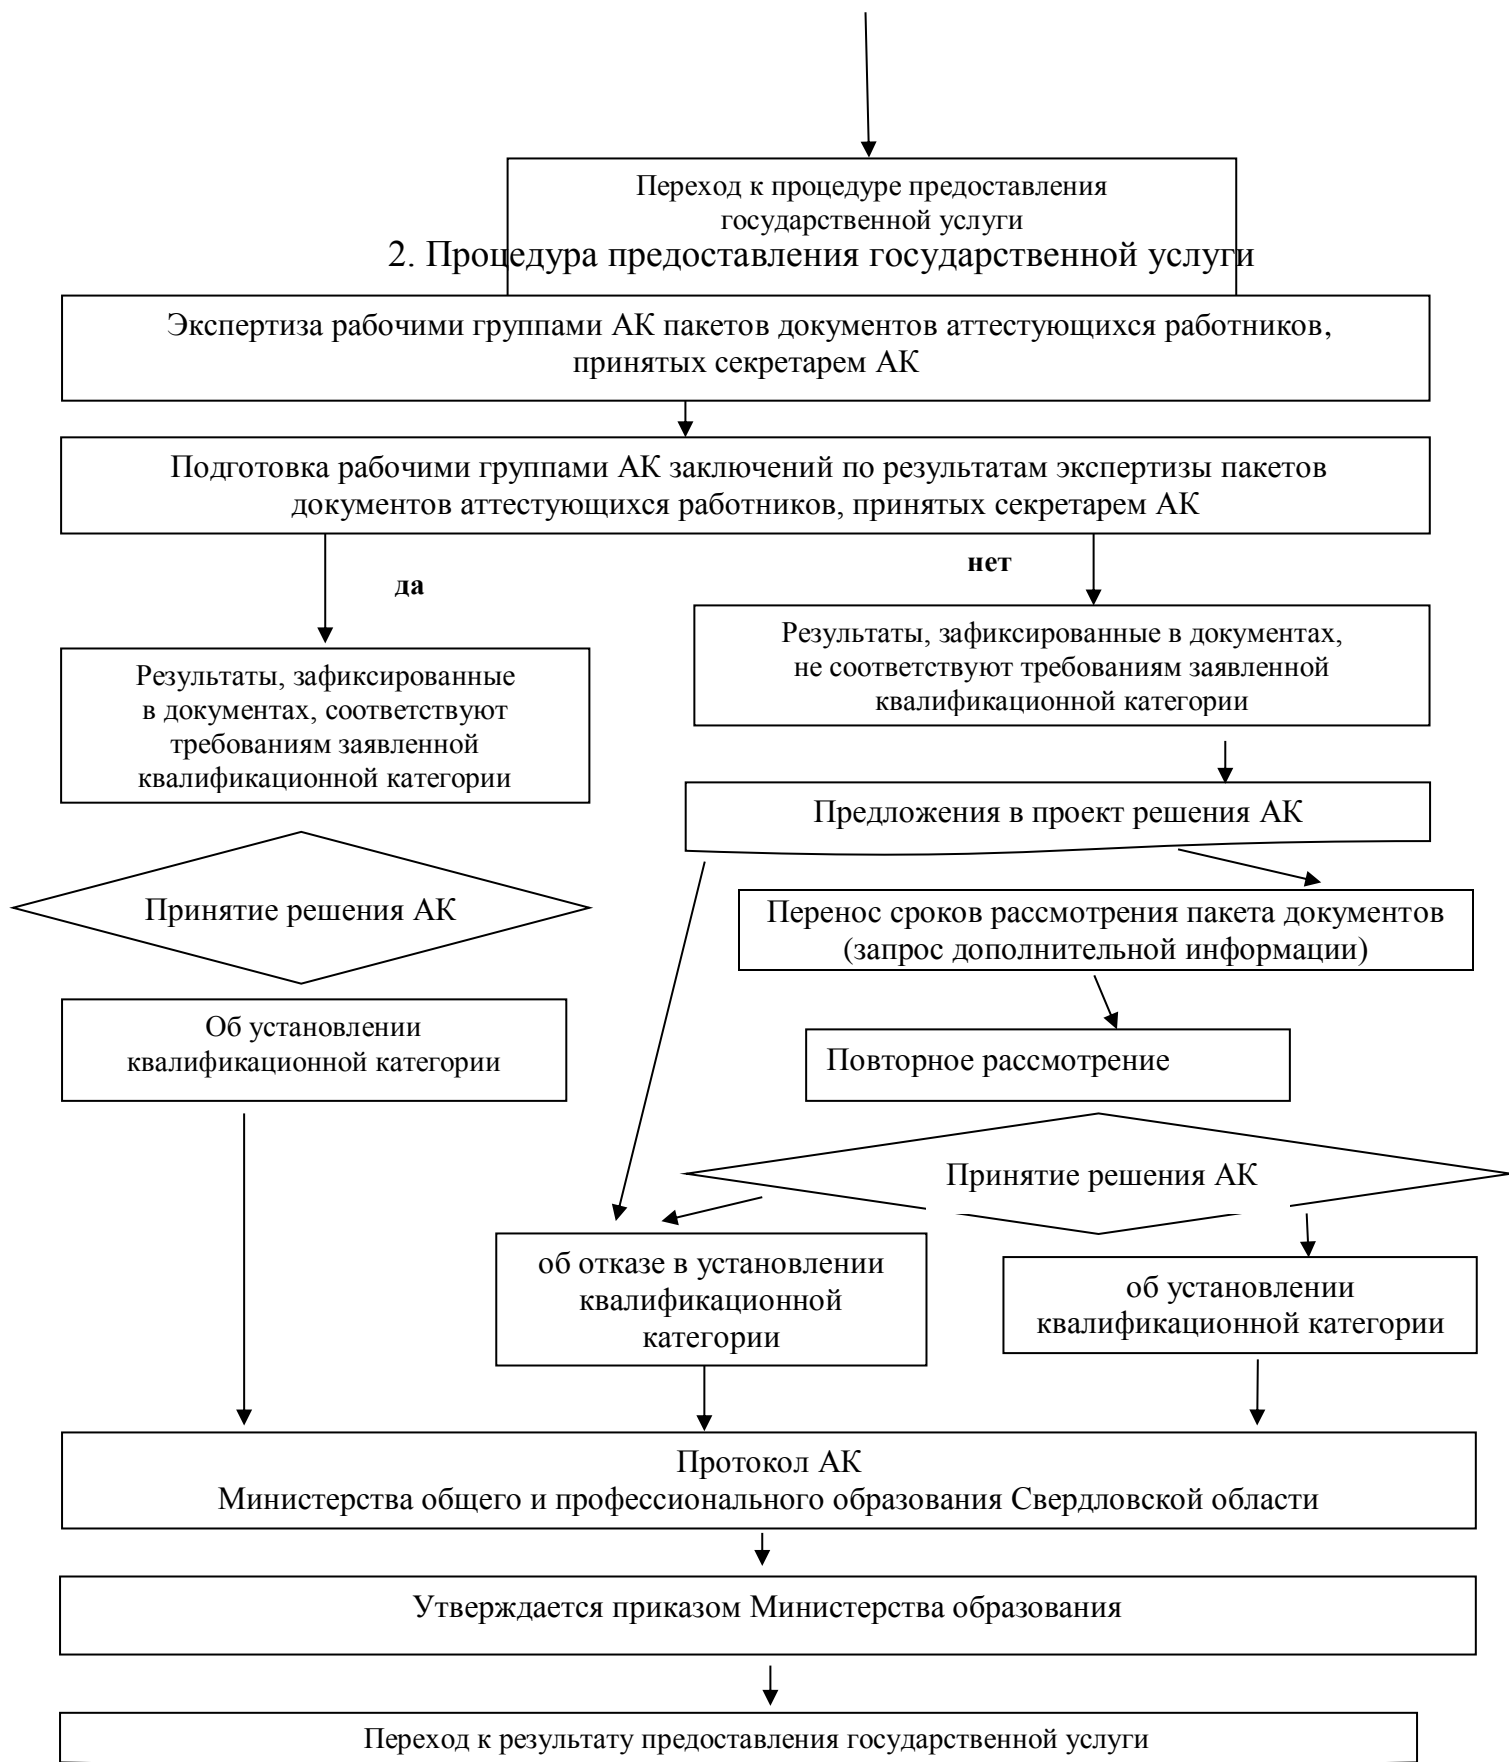 Переход к процедуре предоставления
государственной услуги
2. Процедура предоставления государственной услуги
Экспертиза рабочими группами АК пакетов документов аттестующихся работников,
принятых секретарем АК
Подготовка рабочими группами АК заключений по результатам экспертизы пакетов
документов аттестующихся работников, принятых секретарем АК
да
нет
Результаты, зафиксированные
в документах, соответствуют
требованиям заявленной
квалификационной категории
Результаты, зафиксированные в документах,
не соответствуют требованиям заявленной
квалификационной категории
Предложения в проект решения АК
Принятие решения АК
Перенос сроков рассмотрения пакета документов
(запрос дополнительной информации)
Об установлении
квалификационной категории
Повторное рассмотрение
Принятие решения АК
об отказе в установлении
квалификационной
категории
об установлении
квалификационной категории
Протокол АК
Министерства общего и профессионального образования Свердловской области
Утверждается приказом Министерства образования
Переход к результату предоставления государственной услуги